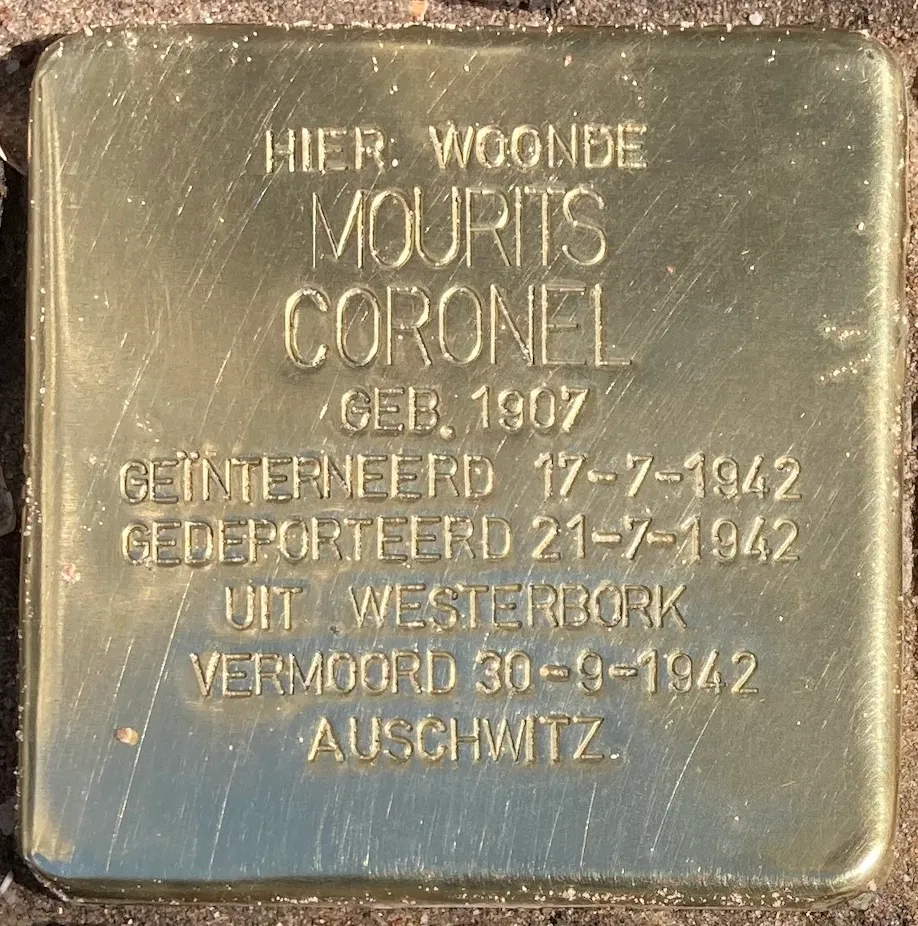 HIER WOONDE
MOURITS
CORONEL
GEB. 1907
GEÏNTERNEERD 17-7-1942
GEDEPORTEERD 21-7-1942
UIT WESTERBORK
VERMOORD 30-9-1942
AUSCHWITZ